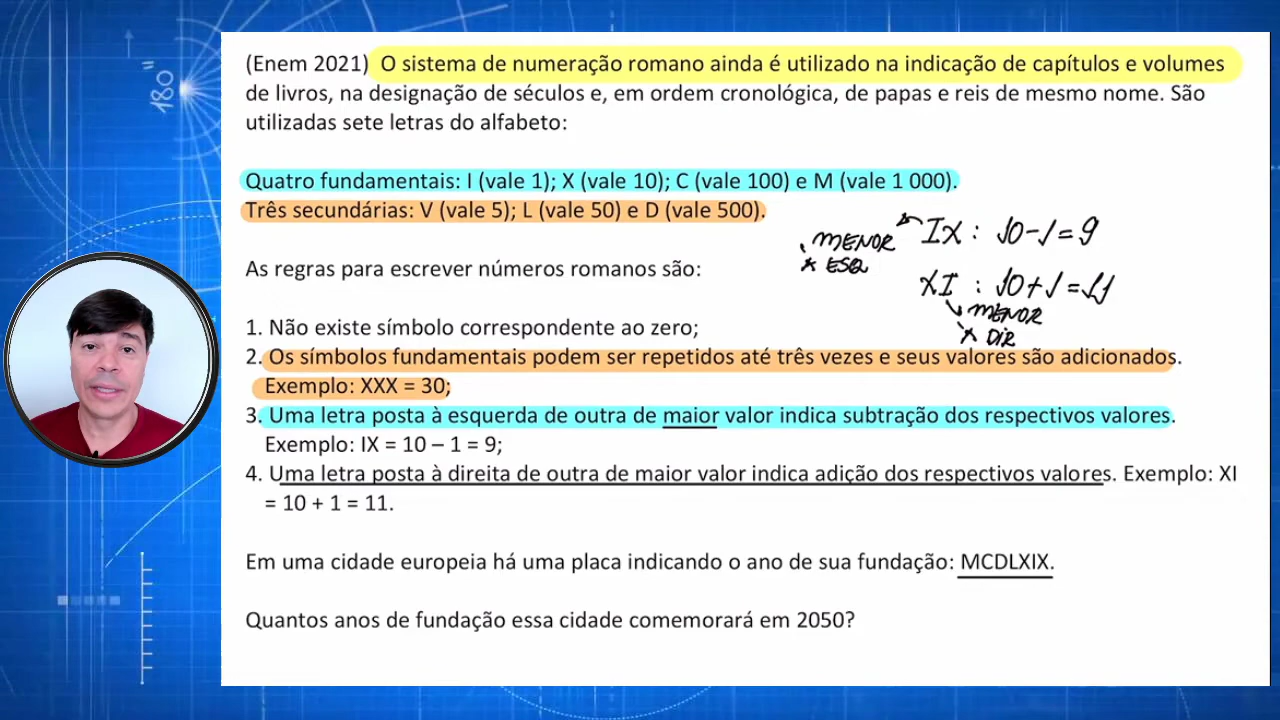 180°
(Enem 2021) O sistema de numeração romano ainda é utilizado na indicação de capítulos e volumes
de livros, na designação de séculos e, em ordem cronológica, de papas e reis de mesmo nome. São
utilizadas sete letras do alfabeto:
Quatro fundamentais: I (vale 1); X (vale 10); C (vale 100) e M (vale 1 000).
Três secundárias: V (vale 5); L (vale 50) e D (vale 500).
IX : 10-1=9
MENOR
ESQ
As regras para escrever números romanos são:
XI : 10+1=11
MENOR
1. Não existe símbolo correspondente ao zero;
DIR
2. Os símbolos fundamentais podem ser repetidos até três vezes e seus valores são adicionados.
Exemplo: XXX = 30;
3. Uma letra posta à esquerda de outra de maior valor indica subtração dos respectivos valores.
Exemplo: IX = 10 – 1 = 9;
4. Uma letra posta à direita de outra de maior valor indica adição dos respectivos valores. Exemplo: XI
= 10 + 1 = 11.
Em uma cidade europeia há uma placa indicando o ano de sua fundação: MCDLXIX.
Quantos anos de fundação essa cidade comemorará em 2050?